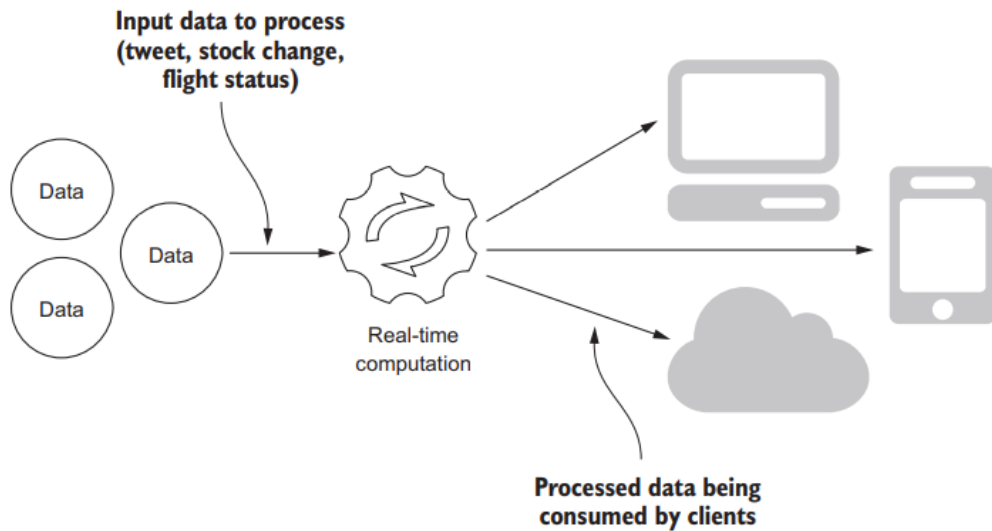 Input data to process
(tweet, stock change,
flight status)
Data
Data
Data
Real-time
computation
Processed data being
consumed by clients